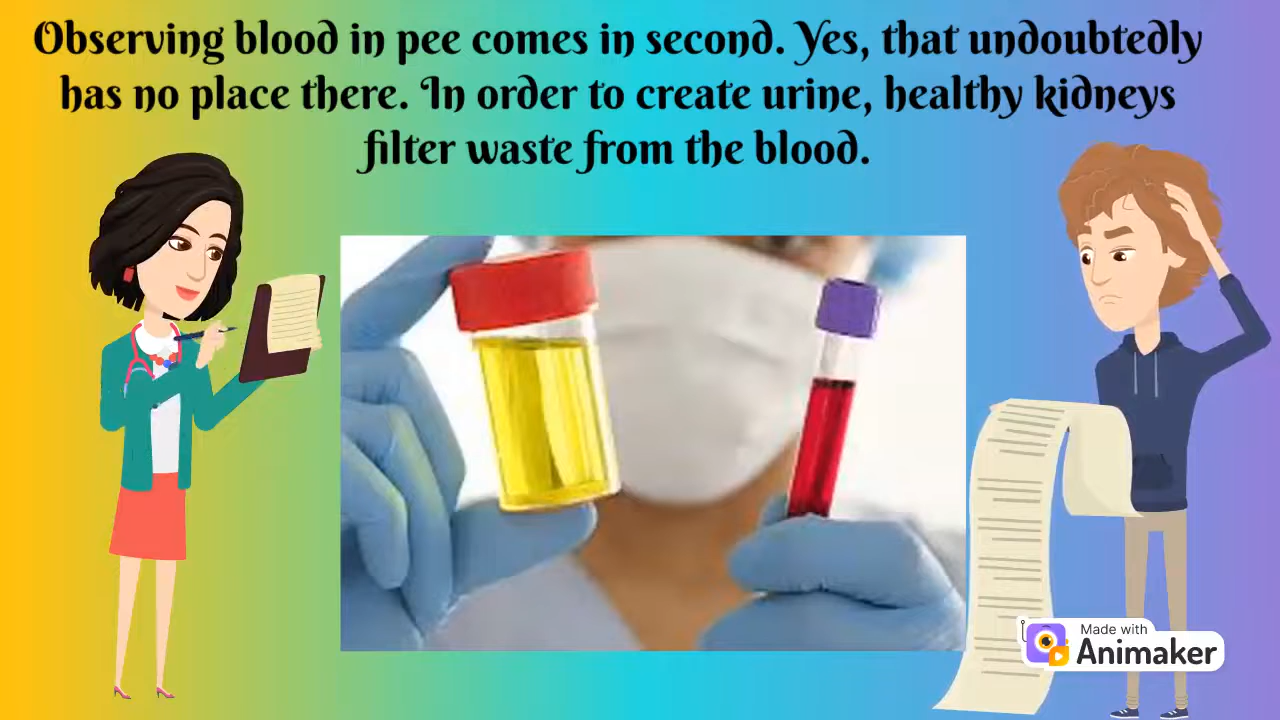 Observing blood in pee comes in second. Yes, that undoubtedly
has no place there. In order to create urine, healthy kidneys
filter waste from the blood.
Made with
Animaker